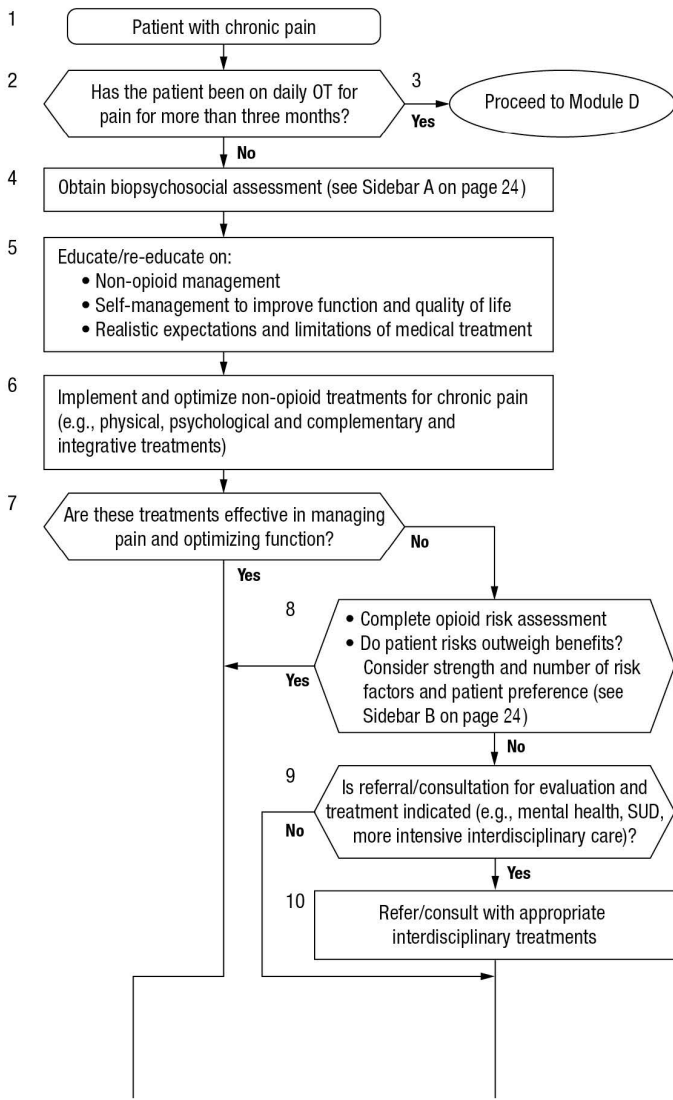 1
Patient with chronic pain
2
Has the patient been on daily OT for
pain for more than three months?
3
Yes
Proceed to Module D
No
4
Obtain biopsychosocial assessment (see Sidebar A on page 24)
5
Educate/re-educate on:
• Non-opioid management
• Self-management to improve function and quality of life
• Realistic expectations and limitations of medical treatment
6
Implement and optimize non-opioid treatments for chronic pain
(e.g., physical, psychological and complementary and
integrative treatments)
7
Are these treatments effective in managing
pain and optimizing function?
No
Yes
8
• Complete opioid risk assessment
• Do patient risks outweigh benefits?
Consider strength and number of risk
factors and patient preference (see
Sidebar B on page 24)
Yes
No
9
Is referral/consultation for evaluation and
treatment indicated (e.g., mental health, SUD,
more intensive interdisciplinary care)?
No
Yes
10
Refer/consult with appropriate
interdisciplinary treatments